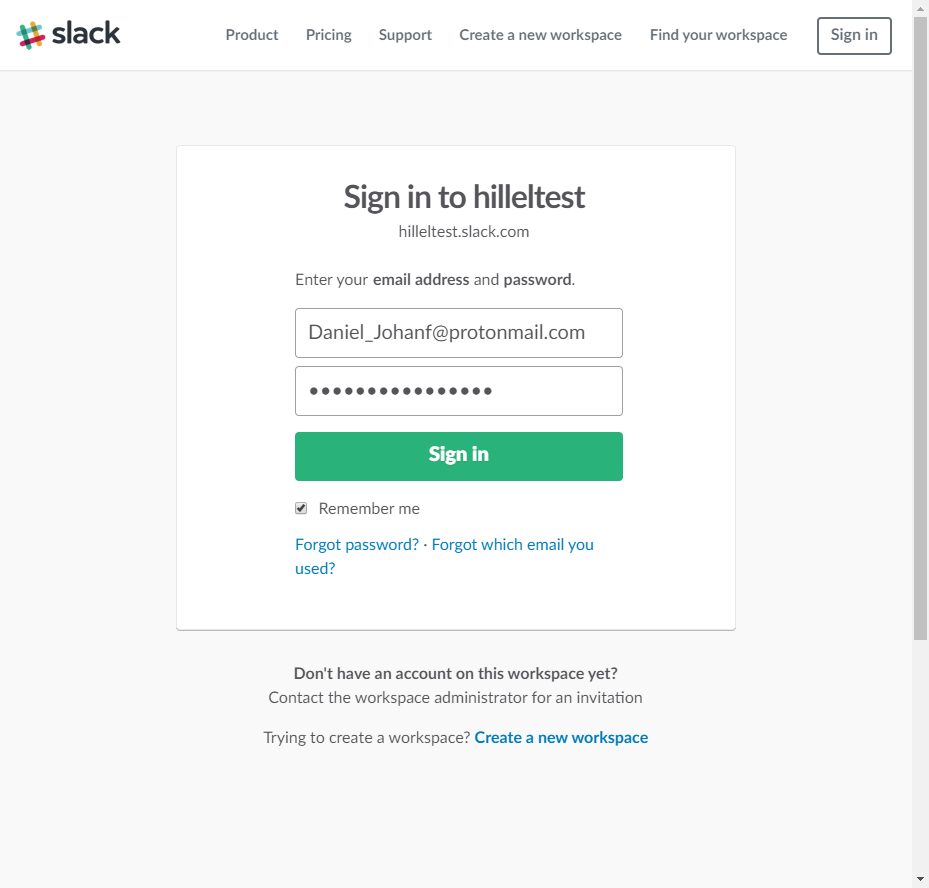 slack
Product Pricing Support Create a new workspace Find your workspace Sign in
Sign in to hilleltest
hilleltest.slack.com
Enter your email address and password.
Daniel_Johanf@protonmail.com
••••••••••••••••
Sign in
Remember me
Forgot password? · Forgot which email you
used?
Don't have an account on this workspace yet?
Contact the workspace administrator for an invitation
Trying to create a workspace? Create a new workspace